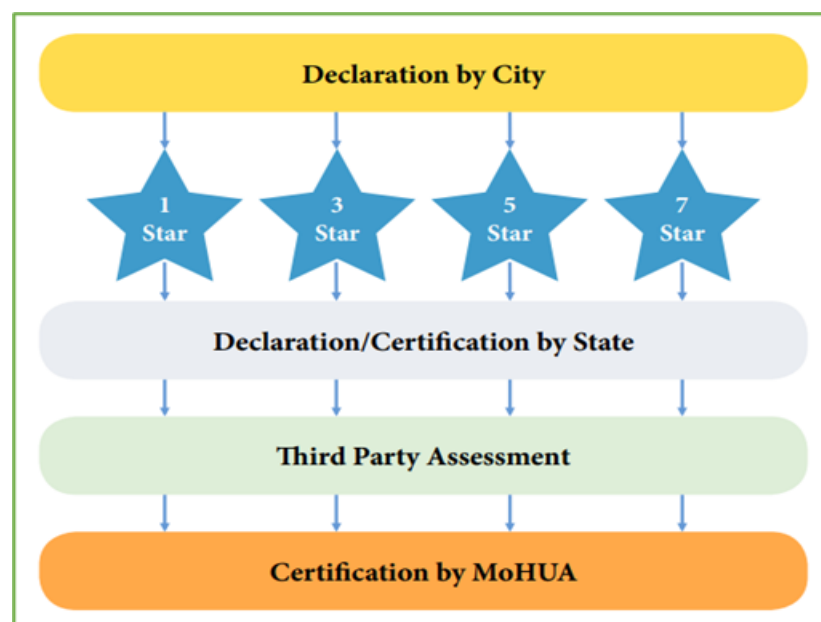 Declaration by City
1 3 5 7
Star Star Star Star
Declaration/Certification by State
Third Party Assessment
Certification by MoHUA